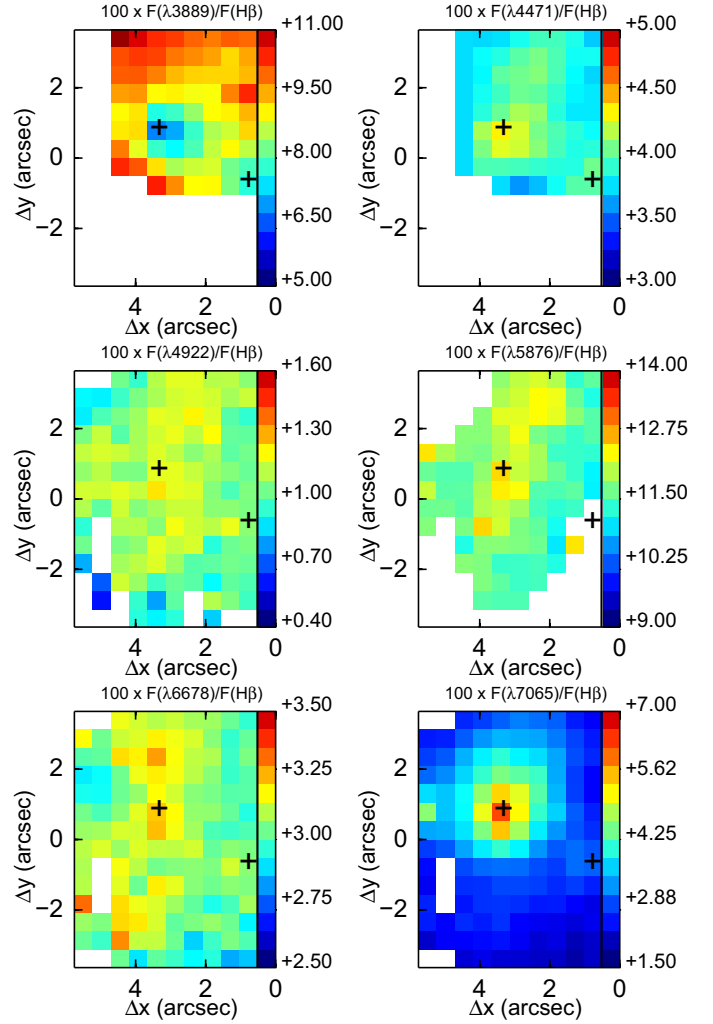 100 x F(λ3889)/F(Hβ)
+11.00
+9.50
+8.00
+6.50
+5.00
2
0
−2
Δy (arcsec)
4 2 0
Δx (arcsec)
100 x F(λ4471)/F(Hβ)
+5.00
+4.50
+4.00
+3.50
+3.00
2
0
−2
Δy (arcsec)
4 2 0
Δx (arcsec)
100 x F(λ4922)/F(Hβ)
+1.60
+1.30
+1.00
+0.70
+0.40
2
0
−2
Δy (arcsec)
4 2 0
Δx (arcsec)
100 x F(λ5876)/F(Hβ)
+14.00
+12.75
+11.50
+10.25
+9.00
2
0
−2
Δy (arcsec)
4 2 0
Δx (arcsec)
100 x F(λ6678)/F(Hβ)
+3.50
+3.25
+3.00
+2.75
+2.50
2
0
−2
Δy (arcsec)
4 2 0
Δx (arcsec)
100 x F(λ7065)/F(Hβ)
+7.00
+5.62
+4.25
+2.88
+1.50
2
0
−2
Δy (arcsec)
4 2 0
Δx (arcsec)